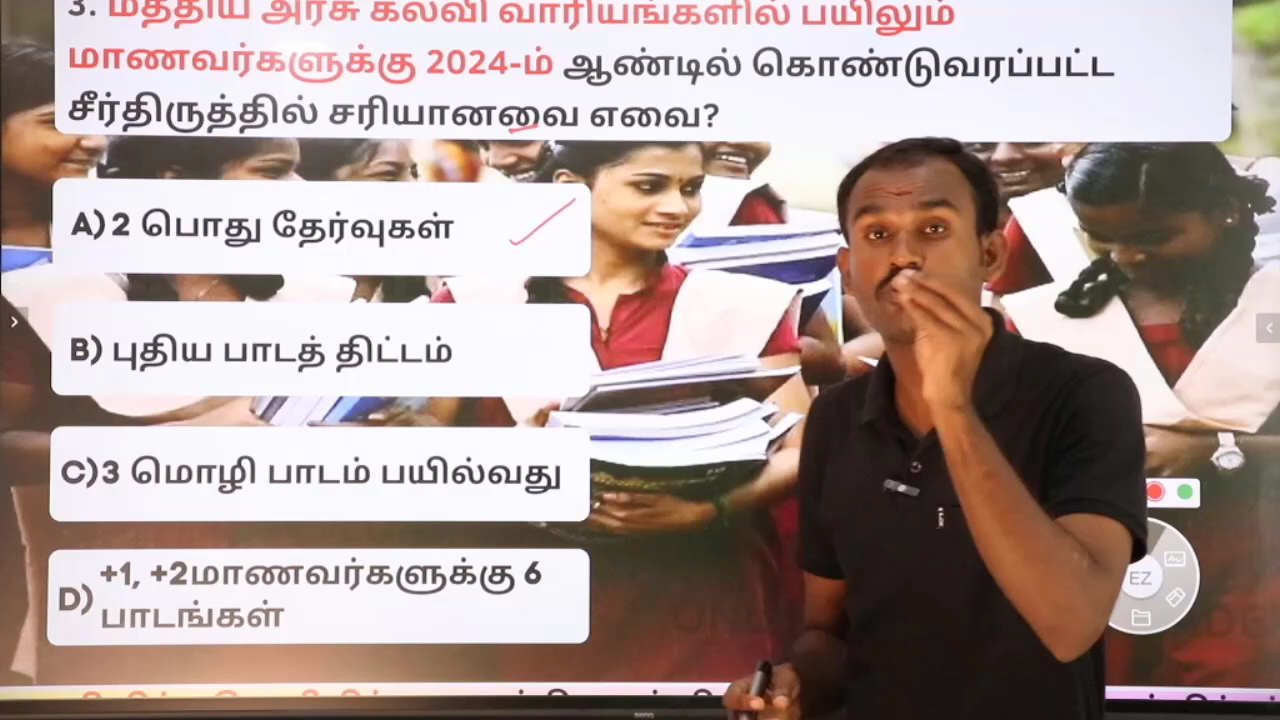 3. மத்திய அரசு கல்வி வாரியங்களில் பயிலும்
மாணவர்களுக்கு 2024-ம் ஆண்டில் கொண்டுவரப்பட்ட
சீர்திருத்தில் சரியானவை எவை?
A) 2 பொது தேர்வுகள்
B) புதிய பாடத் திட்டம்
C) 3 மொழி பாடம் பயில்வது
D) +1, +2மாணவர்களுக்கு 6
பாடங்கள்
EZ